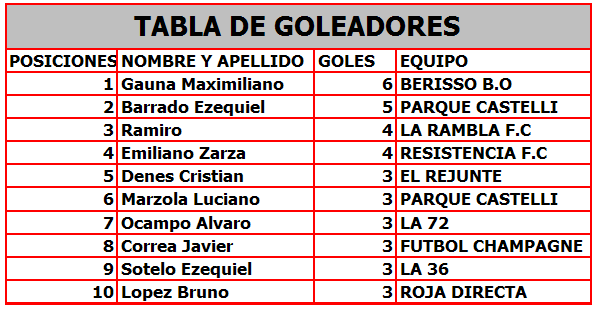 TABLA DE GOLEADORES
POSICIONES NOMBRE Y APELLIDO GOLES EQUIPO
1 Gauna Maximiliano 6 BERISSO B.O
2 Barrado Ezequiel 5 PARQUE CASTELLI
3 Ramiro 4 LA RAMBLA F.C
4 Emiliano Zarza 4 RESISTENCIA F.C
5 Denes Cristian 3 EL REJUNTE
6 Marzola Luciano 3 PARQUE CASTELLI
7 Ocampo Alvaro 3 LA 72
8 Correa Javier 3 FUTBOL CHAMPAGNE
9 Sotelo Ezequiel 3 LA 36
10 Lopez Bruno 3 ROJA DIRECTA